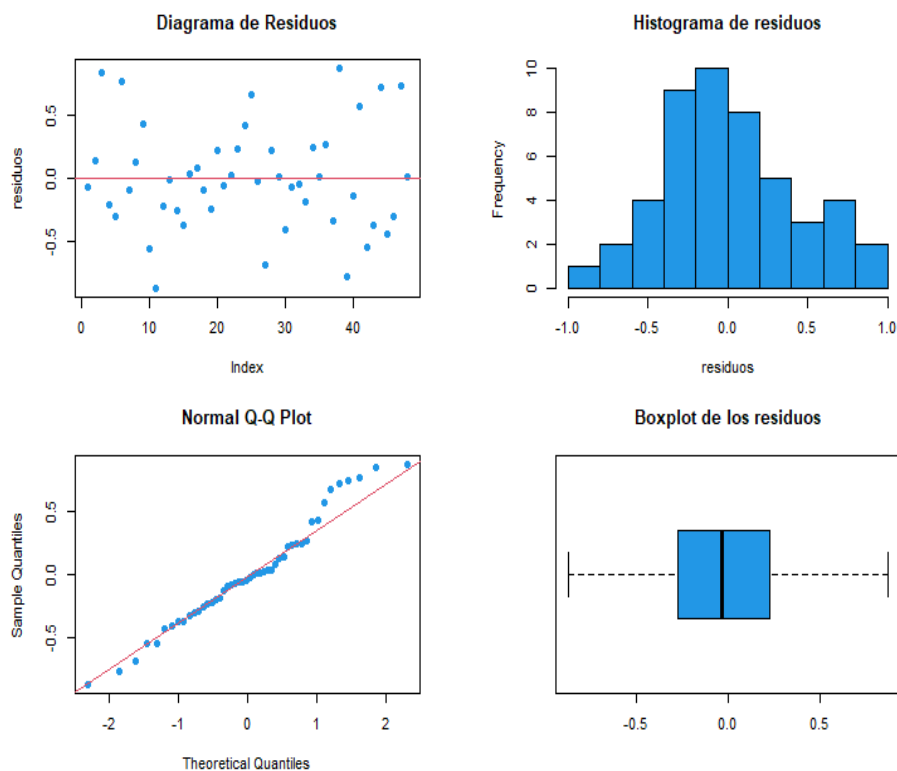 Diagrama de Residuos
residuos
-0.5 0.0 0.5
0 10 20 30 40
Index
Histograma de residuos
Frequency
0 2 4 6 8 10
-1.0 -0.5 0.0 0.5 1.0
residuos
Normal Q-Q Plot
Sample Quantiles
-0.5 0.0 0.5
-2 -1 0 1 2
Theoretical Quantiles
Boxplot de los residuos
-0.5 0.0 0.5